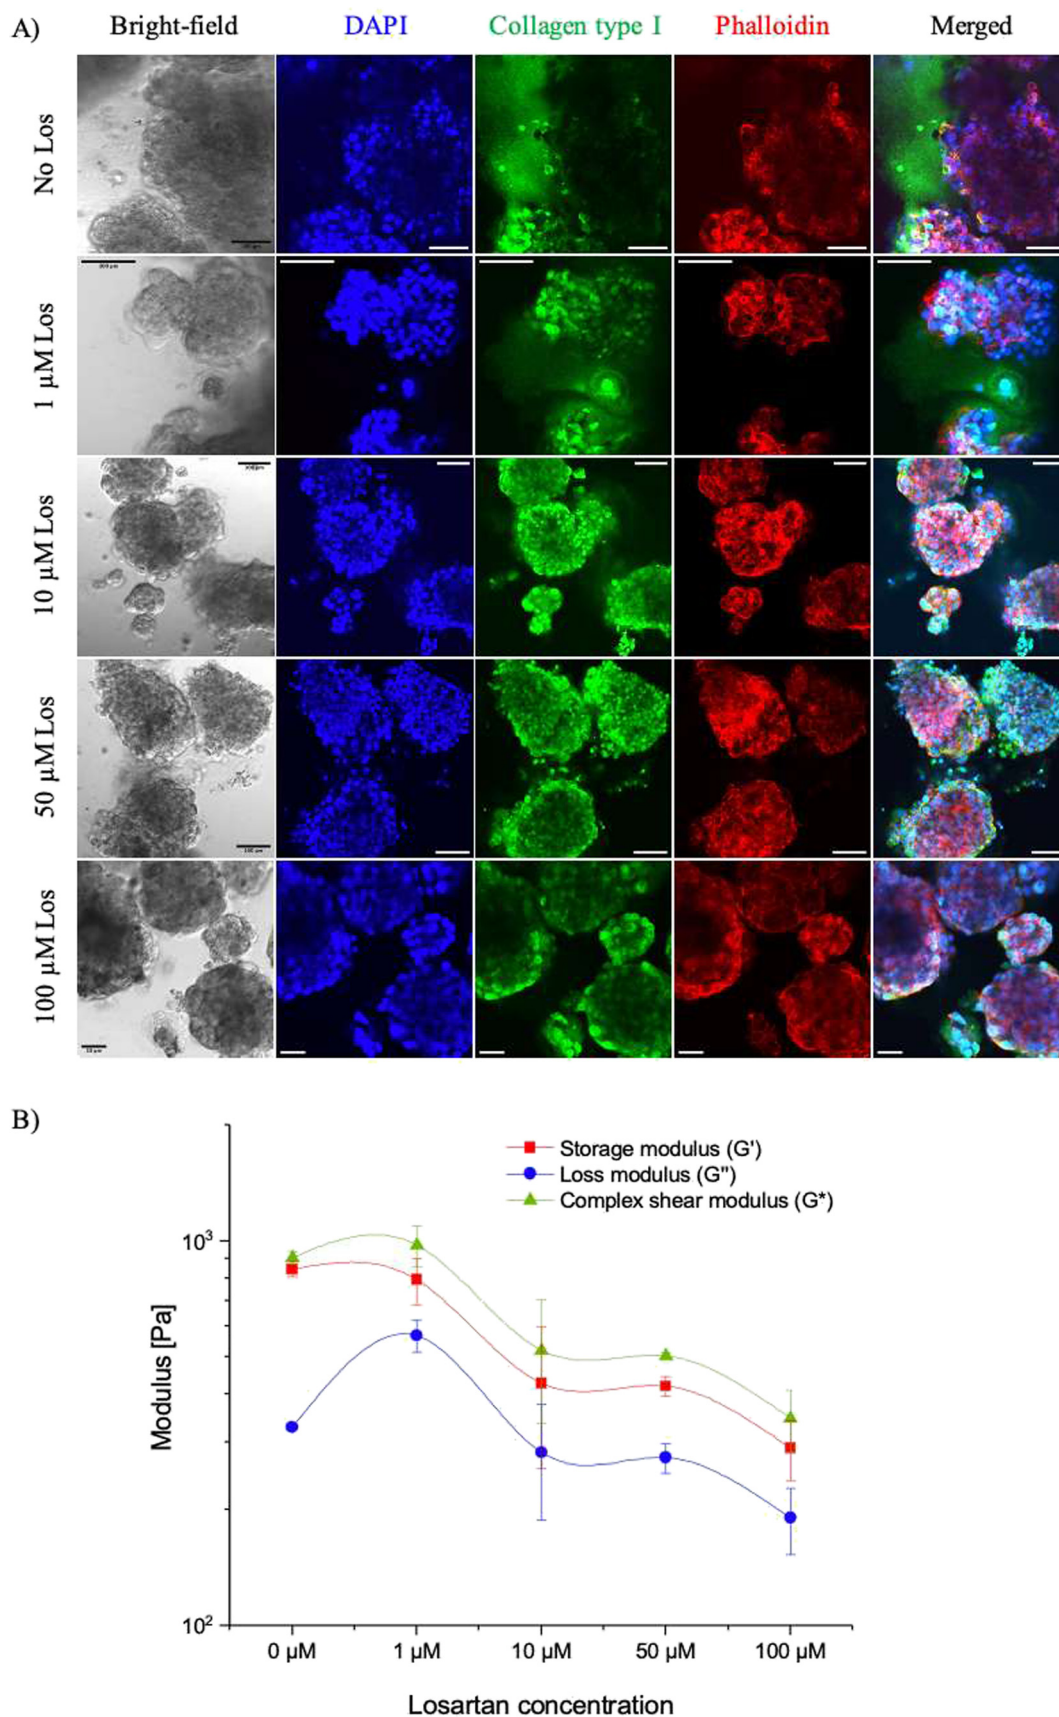 A)
Bright-field DAPI Collagen type I Phalloidin Merged
No Los
1 µM Los
10 µM Los
50 µM Los
100 µM Los
B)
Storage modulus (G')
Loss modulus (G'')
Complex shear modulus (G*)
10³
10²
Modulus [Pa]
0 µM 1 µM 10 µM 50 µM 100 µM
Losartan concentration